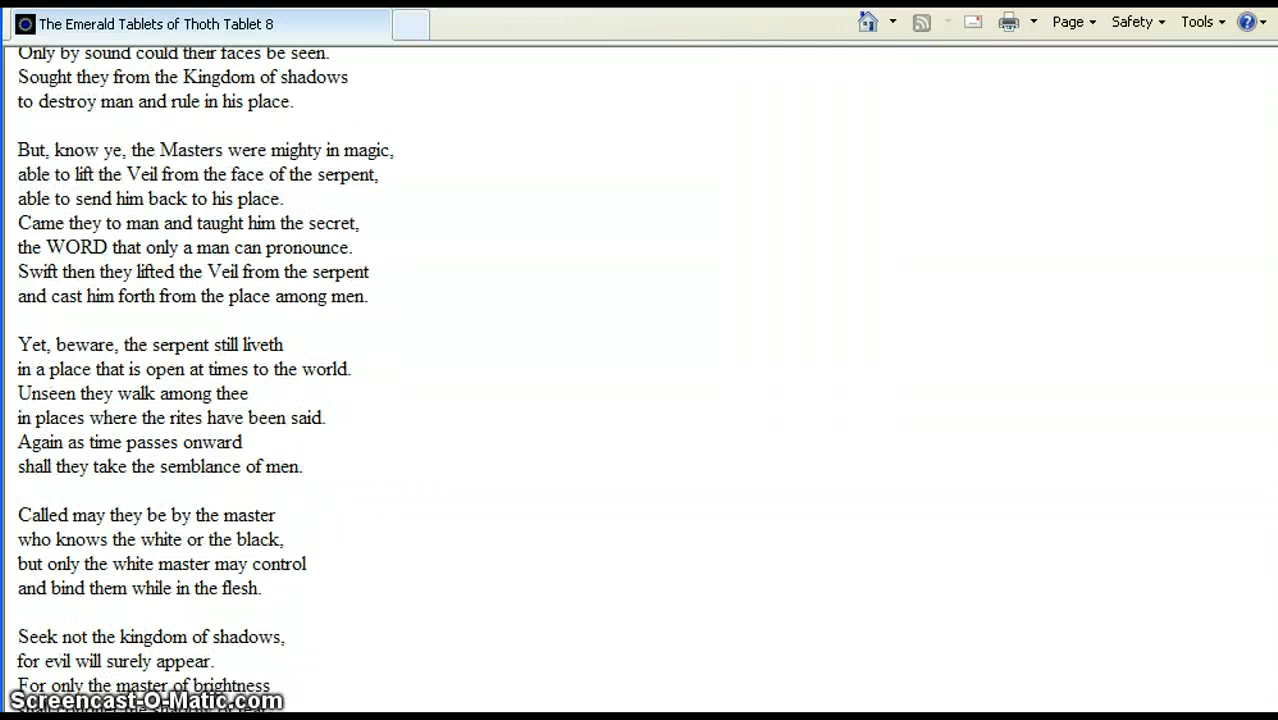 The Emerald Tablets of Thoth Tablet 8
Page
Safety
Tools
Only by sound could their faces be seen.
Sought they from the Kingdom of shadows
to destroy man and rule in his place.
But, know ye, the Masters were mighty in magic,
able to lift the Veil from the face of the serpent,
able to send him back to his place.
Came they to man and taught him the secret,
the WORD that only a man can pronounce.
Swift then they lifted the Veil from the serpent
and cast him forth from the place among men.
Yet, beware, the serpent still liveth
in a place that is open at times to the world.
Unseen they walk among thee
in places where the rites have been said.
Again as time passes onward
shall they take the semblance of men.
Called may they be by the master
who knows the white or the black,
but only the white master may control
and bind them while in the flesh.
Seek not the kingdom of shadows,
for evil will surely appear.
For only the master of brightness
Screencast-O-Matic.com